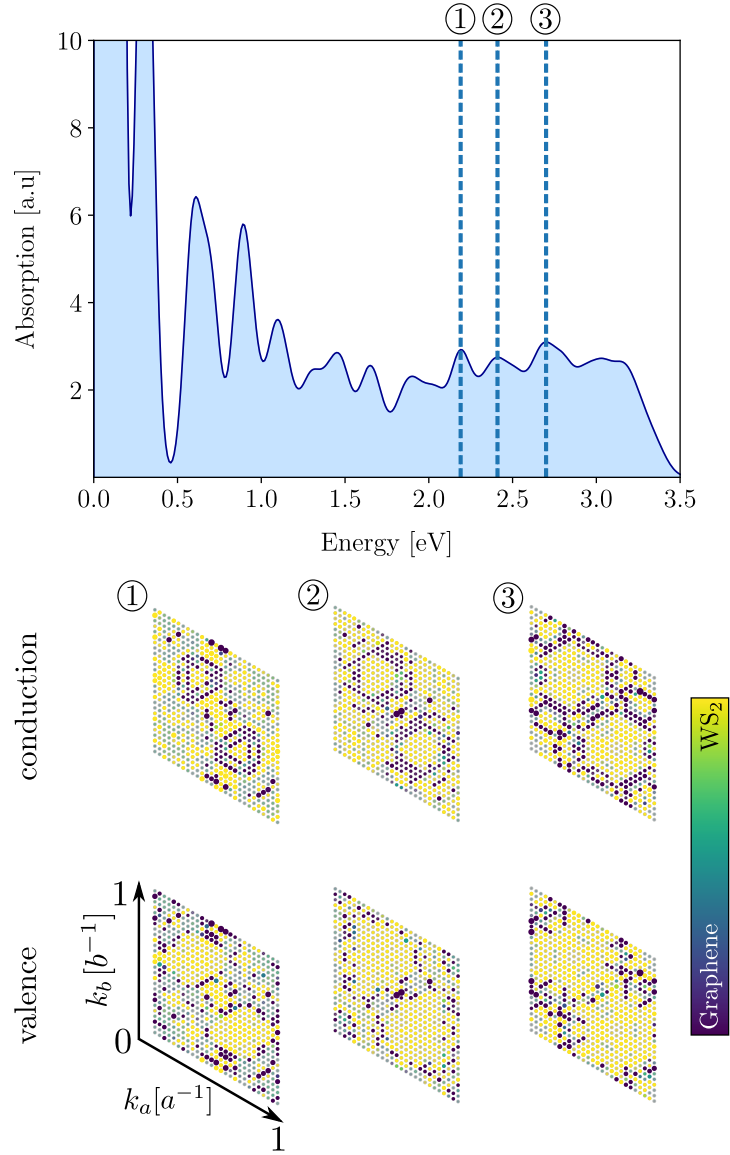 ① ② ③
10
8
6
4
2
Absorption [a.u]
0.0 0.5 1.0 1.5 2.0 2.5 3.0 3.5
Energy [eV]
① ② ③
conduction
valence
1
k_b[b⁻¹]
0
k_a[a⁻¹]
1
WS₂
Graphene